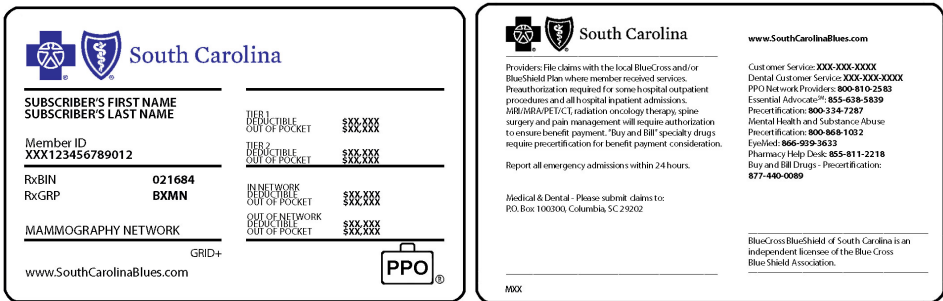 South Carolina
SUBSCRIBER'S FIRST NAME
SUBSCRIBER'S LAST NAME
Member ID
XXX123456789012
RxBIN 021684
RxGRP BXMN
MAMMOGRAPHY NETWORK
GRID+
www.SouthCarolinaBlues.com
TIER 1
DEDUCTIBLE $XX,XXX
OUT OF POCKET $XX,XXX
TIER 2
DEDUCTIBLE $XX,XXX
OUT OF POCKET $XX,XXX
IN NETWORK
DEDUCTIBLE $XX,XXX
OUT OF POCKET $XX,XXX
OUT OF NETWORK
DEDUCTIBLE $XX,XXX
OUT OF POCKET $XX,XXX
PPO®
South Carolina
Providers: File claims with the local BlueCross and/or
BlueShield Plan where member received services.
Preauthorization required for some hospital outpatient
procedures and all hospital inpatient admissions.
MRI/MRA/PET/CT, radiation oncology therapy, spine
surgery and pain management will require authorization
to ensure benefit payment. "Buy and Bill" specialty drugs
require precertification for benefit payment consideration.
Report all emergency admissions within 24 hours.
Medical & Dental - Please submit claims to:
P.O. Box 100300, Columbia, SC 29202
MXX
www.SouthCarolinaBlues.com
Customer Service: XXX-XXX-XXXX
Dental Customer Service: XXX-XXX-XXXX
PPO Network Providers: 800-810-2583
Essential Advocate℠: 855-638-5839
Precertification: 800-334-7287
Mental Health and Substance Abuse
Precertification: 800-868-1032
EyeMed: 866-939-3633
Pharmacy Help Desk: 855-811-2218
Buy and Bill Drugs - Precertification:
877-440-0089
BlueCross BlueShield of South Carolina is an
independent licensee of the Blue Cross
Blue Shield Association.